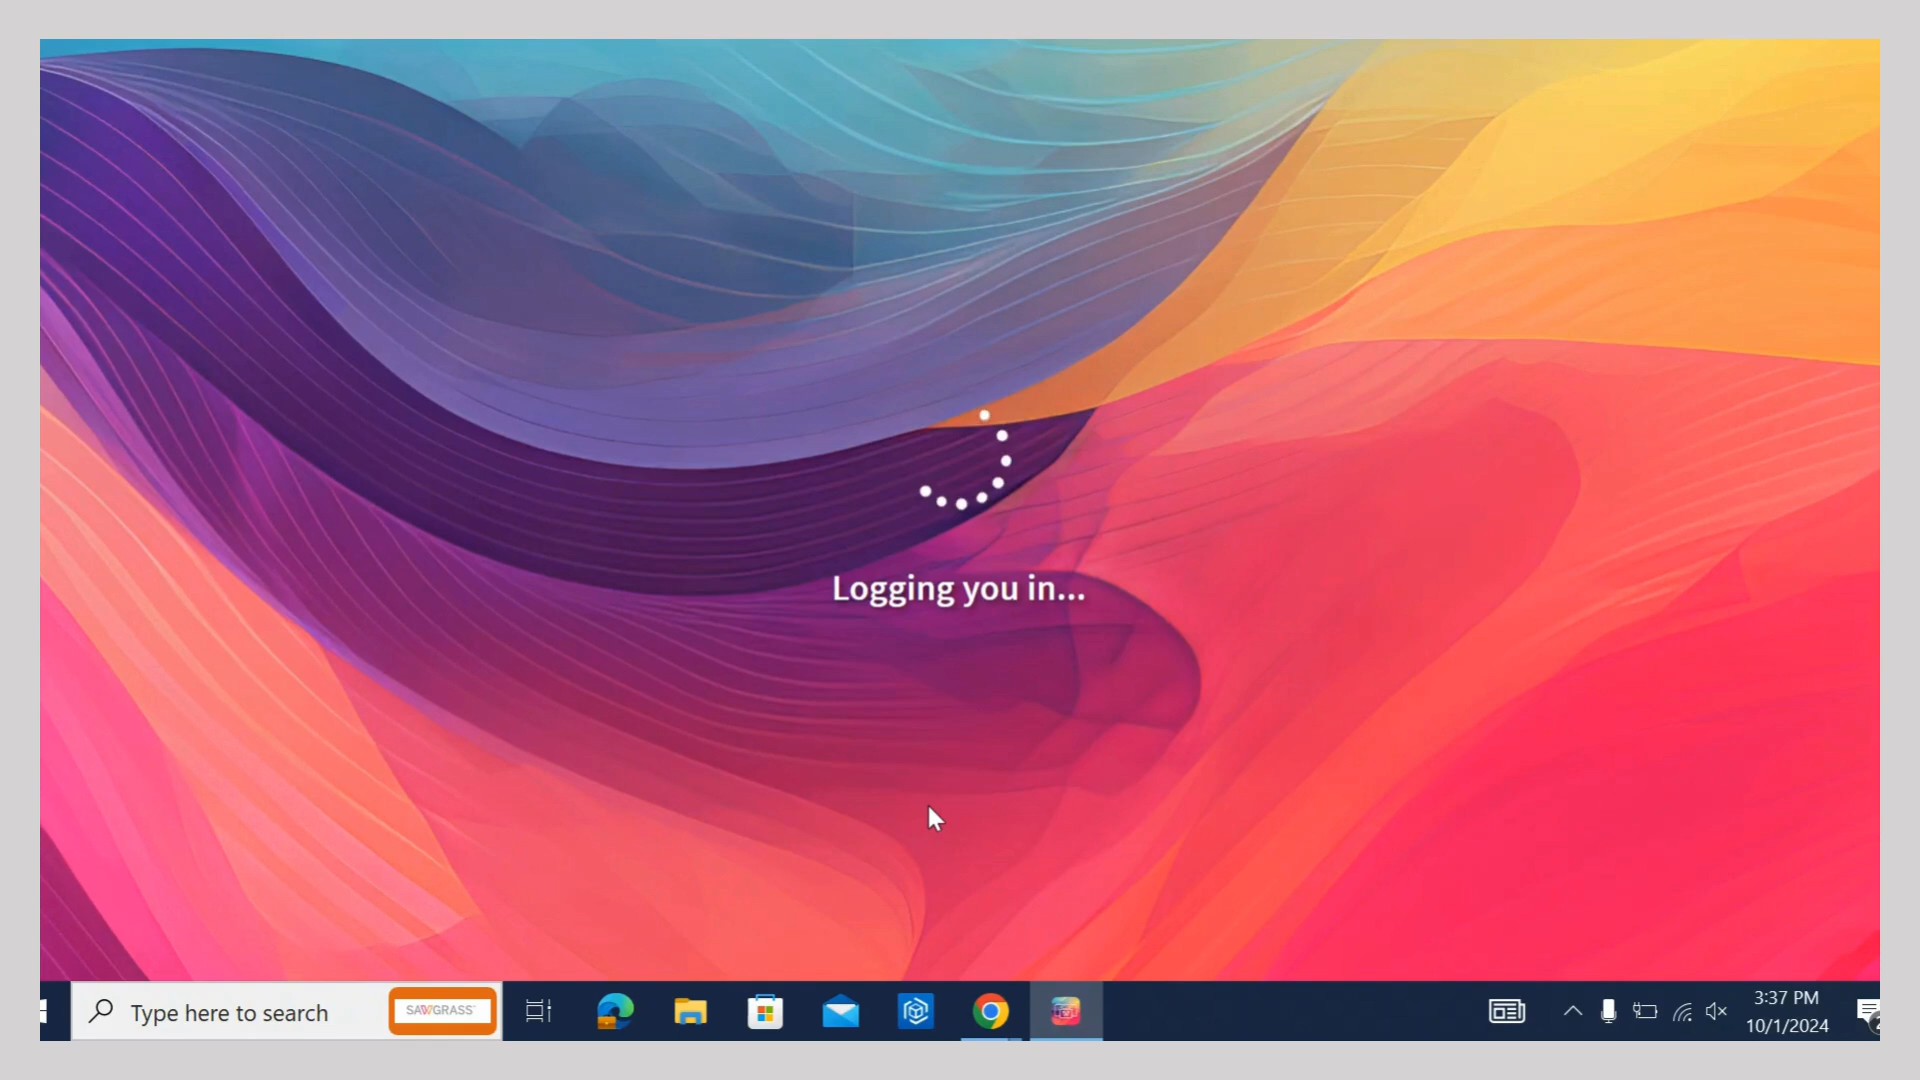 Logging you in...
Type here to search
SAWGRASS
3:37 PM
10/1/2024